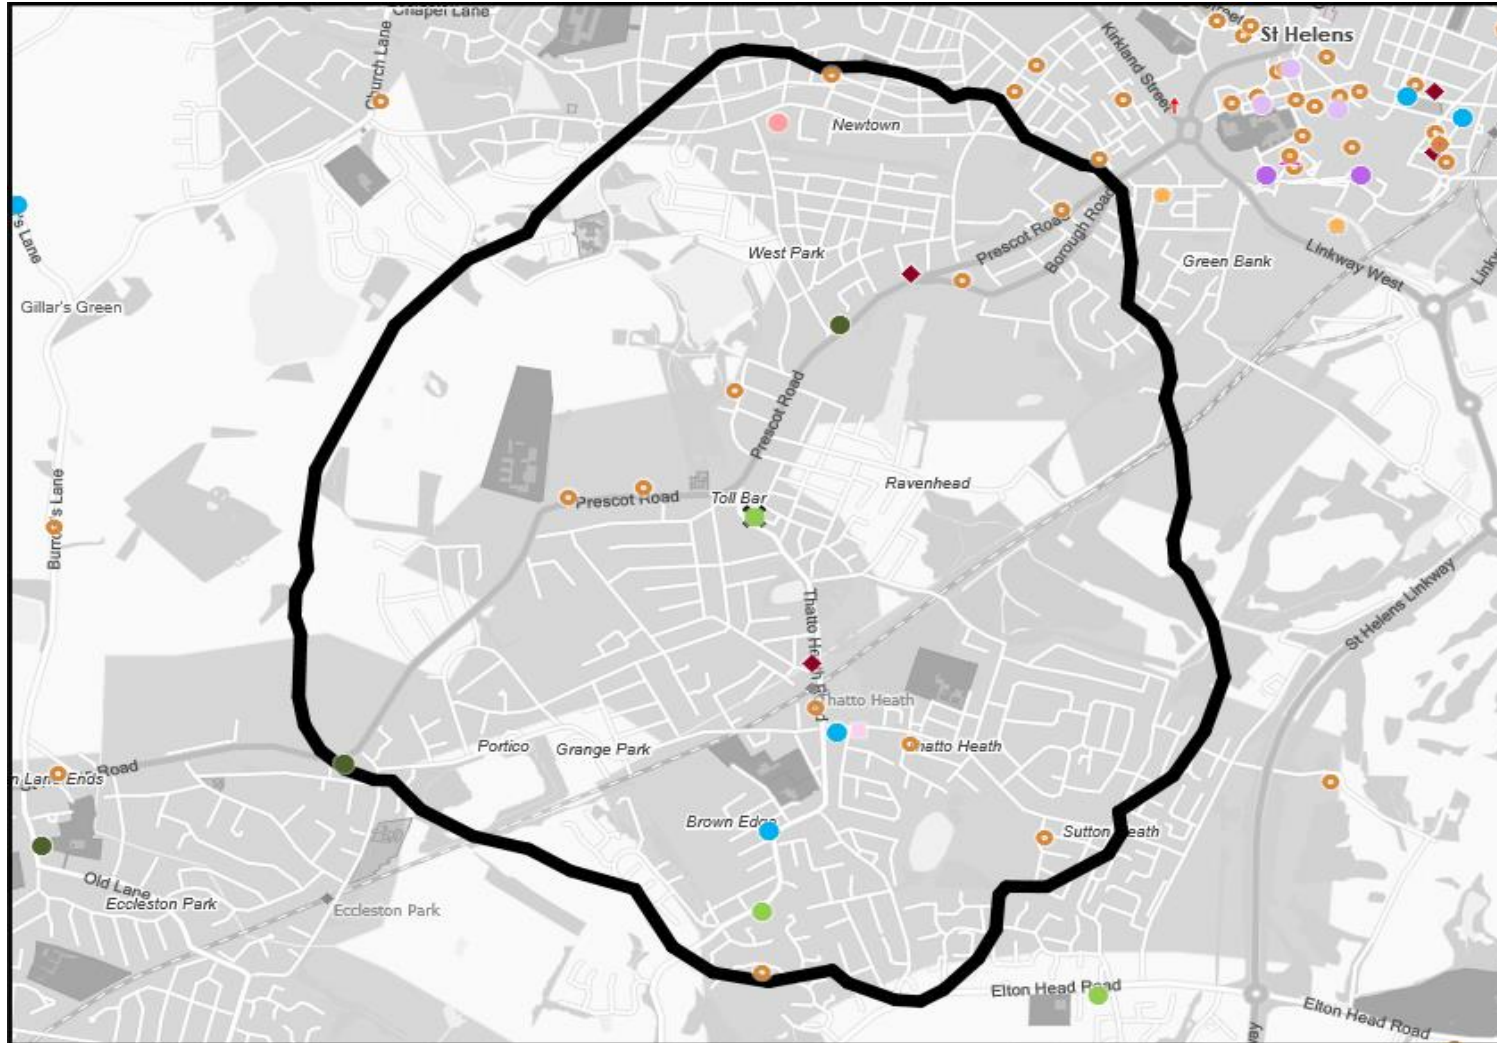 Chapel Lane
Church Lane
Kirkland Street
St Helens
Newtown
Prescot Road
Borough Road
West Park
Green Bank
Linkway West
Gillar's Green
Prescot Road
Ravenhead
Prescot Road
Toll Bar
St Helens Linkway
Thatto Heath
Portico
Grange Park
Thatto Heath
Road
Brown Edge
Sutton Heath
Old Lane
Eccleston Park
Eccleston Park
Elton Head Road
Elton Head Road